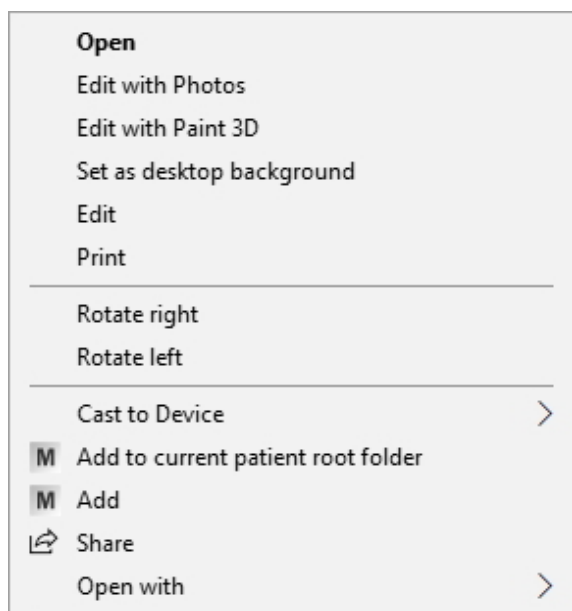 Open
Edit with Photos
Edit with Paint 3D
Set as desktop background
Edit
Print
Rotate right
Rotate left
Cast to Device
M Add to current patient root folder
M Add
Share
Open with